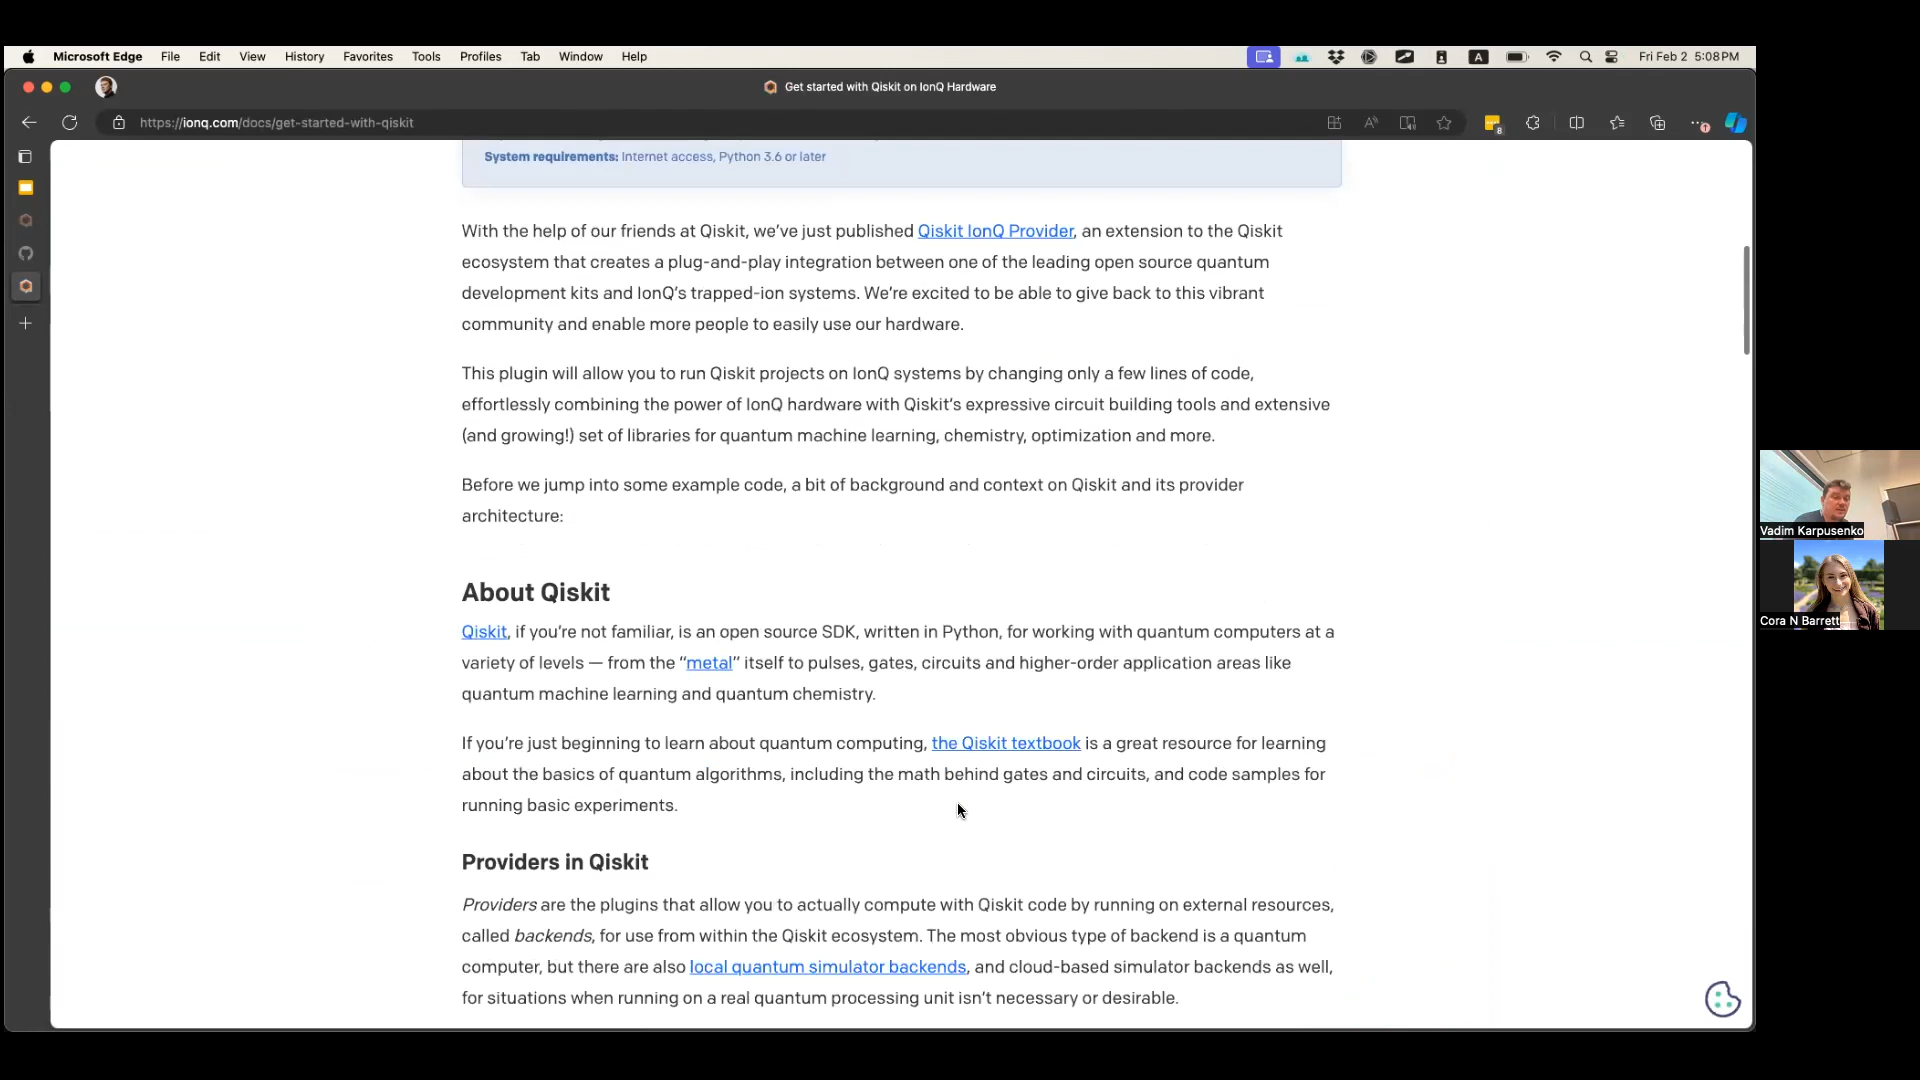 Microsoft Edge File Edit View History Favorites Tools Profiles Tab Window Help A Fri Feb 2 5:08PM
Get started with Qiskit on IonQ Hardware
https://ionq.com/docs/get-started-with-qiskit
8
System requirements: Internet access, Python 3.6 or later
With the help of our friends at Qiskit, we’ve just published Qiskit IonQ Provider, an extension to the Qiskit
ecosystem that creates a plug-and-play integration between one of the leading open source quantum
development kits and IonQ’s trapped-ion systems. We’re excited to be able to give back to this vibrant
community and enable more people to easily use our hardware.
This plugin will allow you to run Qiskit projects on IonQ systems by changing only a few lines of code,
effortlessly combining the power of IonQ hardware with Qiskit’s expressive circuit building tools and extensive
(and growing!) set of libraries for quantum machine learning, chemistry, optimization and more.
Before we jump into some example code, a bit of background and context on Qiskit and its provider
architecture:
About Qiskit
Qiskit, if you’re not familiar, is an open source SDK, written in Python, for working with quantum computers at a
variety of levels — from the “metal” itself to pulses, gates, circuits and higher-order application areas like
quantum machine learning and quantum chemistry.
If you’re just beginning to learn about quantum computing, the Qiskit textbook is a great resource for learning
about the basics of quantum algorithms, including the math behind gates and circuits, and code samples for
running basic experiments.
Providers in Qiskit
Providers are the plugins that allow you to actually compute with Qiskit code by running on external resources,
called backends, for use from within the Qiskit ecosystem. The most obvious type of backend is a quantum
computer, but there are also local quantum simulator backends, and cloud-based simulator backends as well,
for situations when running on a real quantum processing unit isn’t necessary or desirable.
Vadim Karpusenko
Cora N Barrett